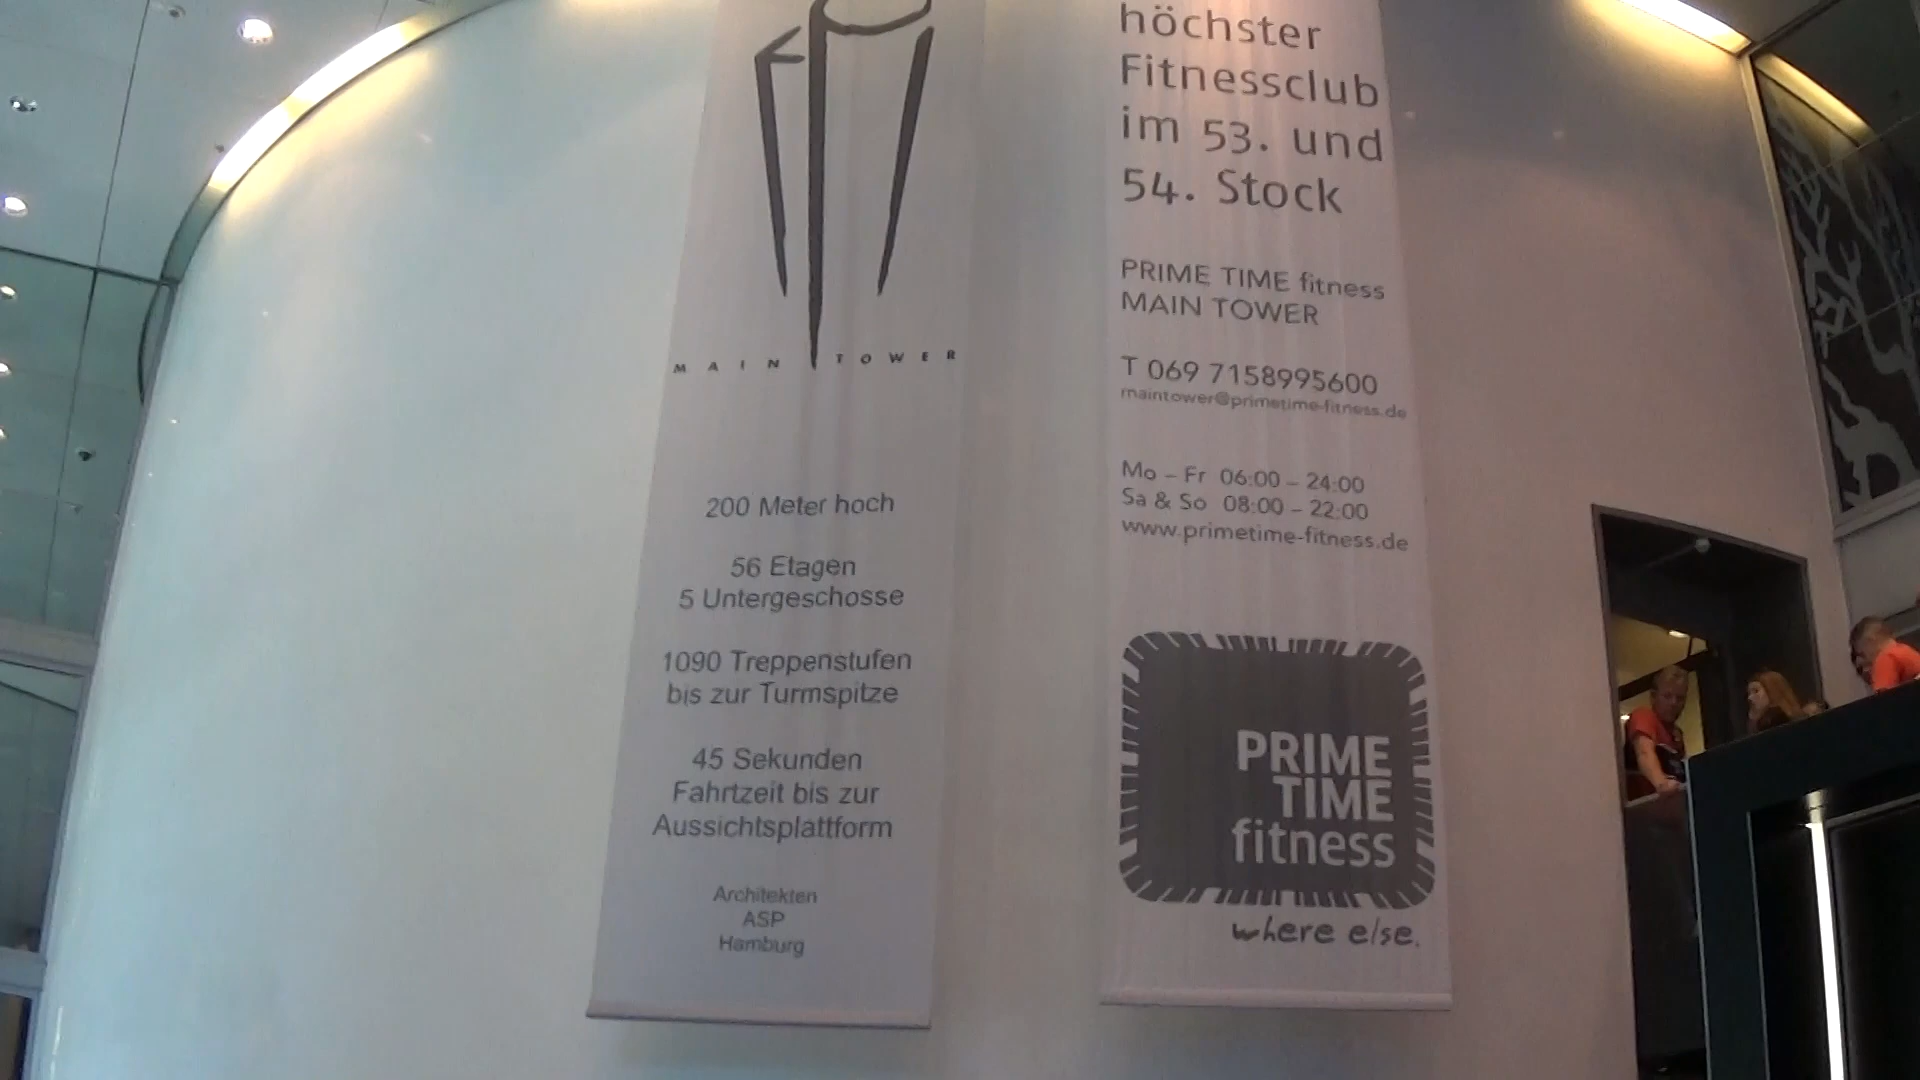 MAIN TOWER
200 Meter hoch
56 Etagen
5 Untergeschosse
1090 Treppenstufen
bis zur Turmspitze
45 Sekunden
Fahrtzeit bis zur
Aussichtsplattform
Architekten
ASP
Hamburg
höchster
Fitnessclub
im 53. und
54. Stock
PRIME TIME fitness
MAIN TOWER
T 069 7158995600
maintower@primetime-fitness.de
Mo – Fr 06:00 – 24:00
Sa & So 08:00 – 22:00
www.primetime-fitness.de
PRIME
TIME
fitness
where else.